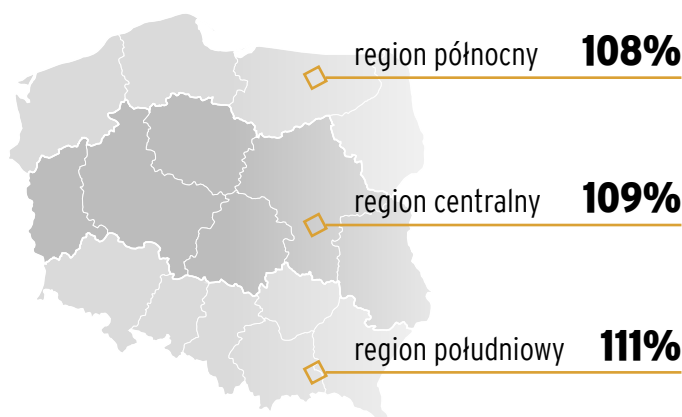 region północny 108%
region centralny 109%
region południowy 111%